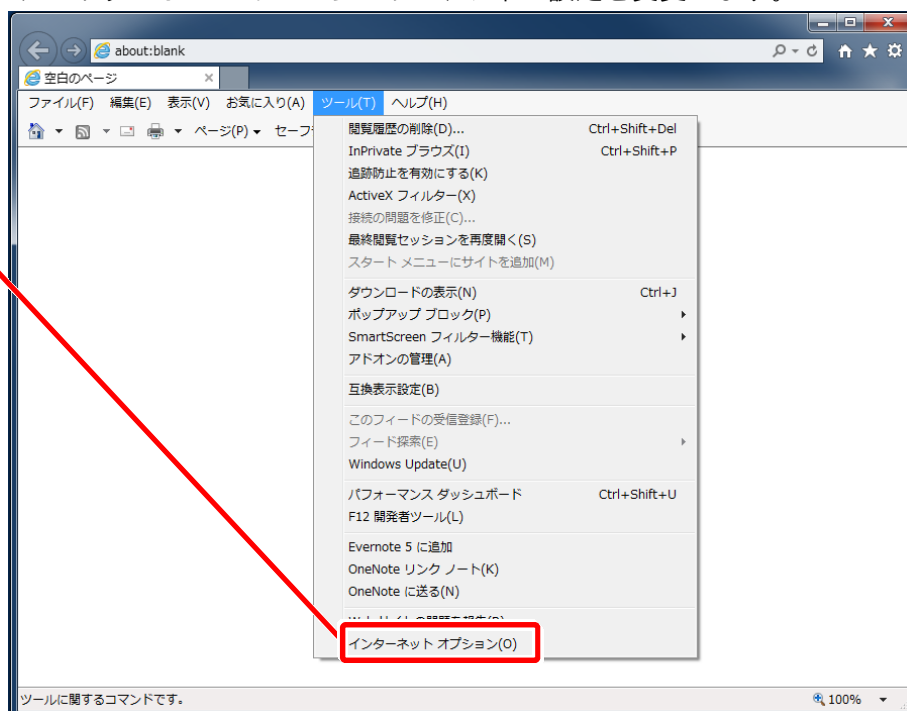 about:blank
空白のページ
ファイル(F) 編集(E) 表示(V) お気に入り(A) ツール(T) ヘルプ(H)
ページ(P)
閲覧履歴の削除(D)... Ctrl+Shift+Del
InPrivate ブラウズ(I) Ctrl+Shift+P
追跡防止を有効にする(K)
ActiveX フィルター(X)
接続の問題を修正(C)...
最終閲覧セッションを再度開く(S)
スタート メニューにサイトを追加(M)
ダウンロードの表示(N) Ctrl+J
ポップアップ ブロック(P)
SmartScreen フィルター機能(T)
アドオンの管理(A)
互換表示設定(B)
このフィードの受信登録(F)...
フィード探索(E)
Windows Update(U)
パフォーマンス ダッシュボード Ctrl+Shift+U
F12 開発者ツール(L)
Evernote 5 に追加
OneNote リンク ノート(K)
OneNote に送る(N)
インターネット オプション(O)
ツールに関するコマンドです。 100%